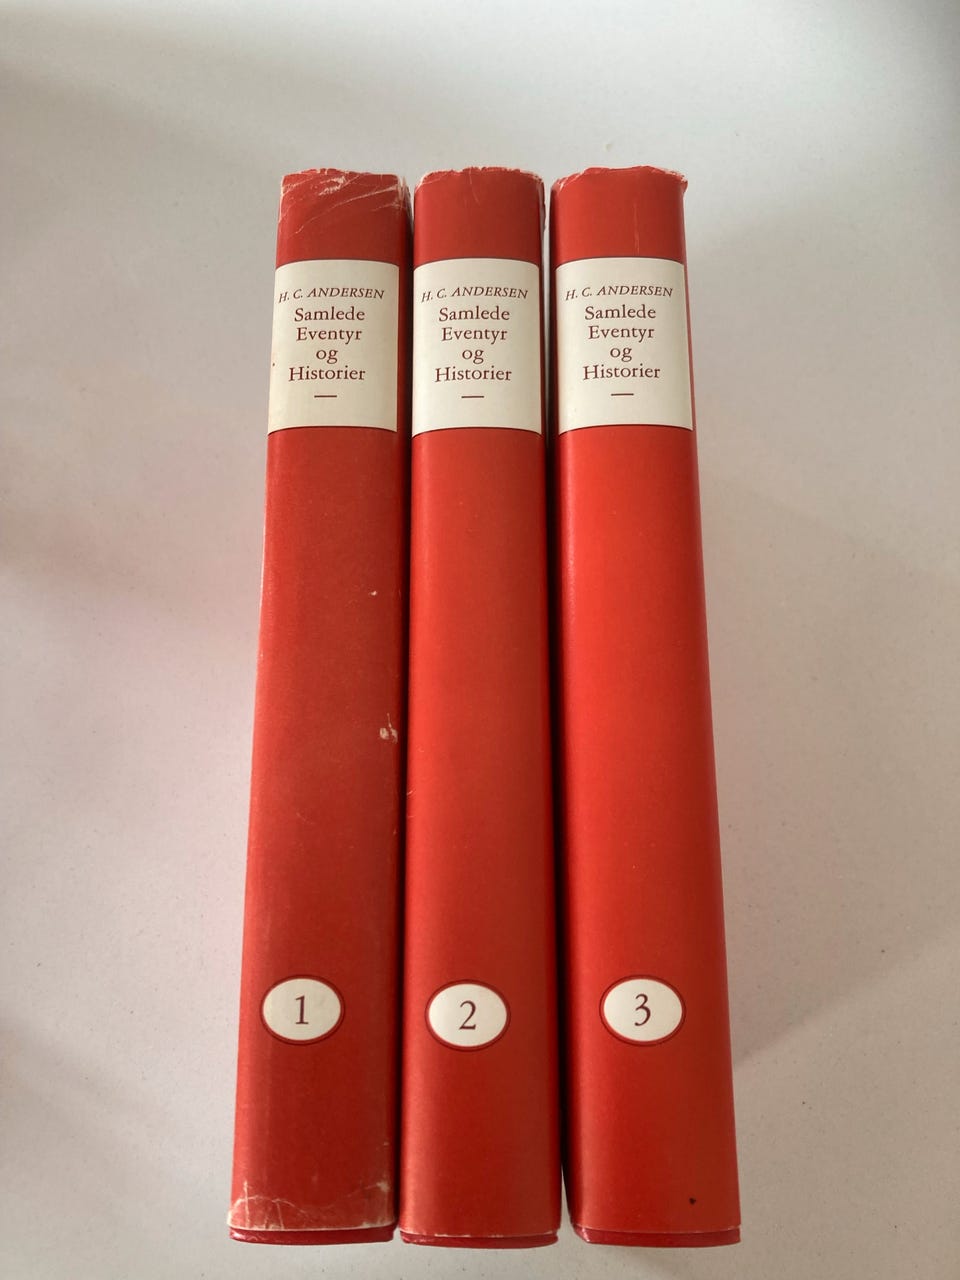 H. C. ANDERSEN
Samlede
Eventyr
og
Historier
1
H. C. ANDERSEN
Samlede
Eventyr
og
Historier
2
H. C. ANDERSEN
Samlede
Eventyr
og
Historier
3